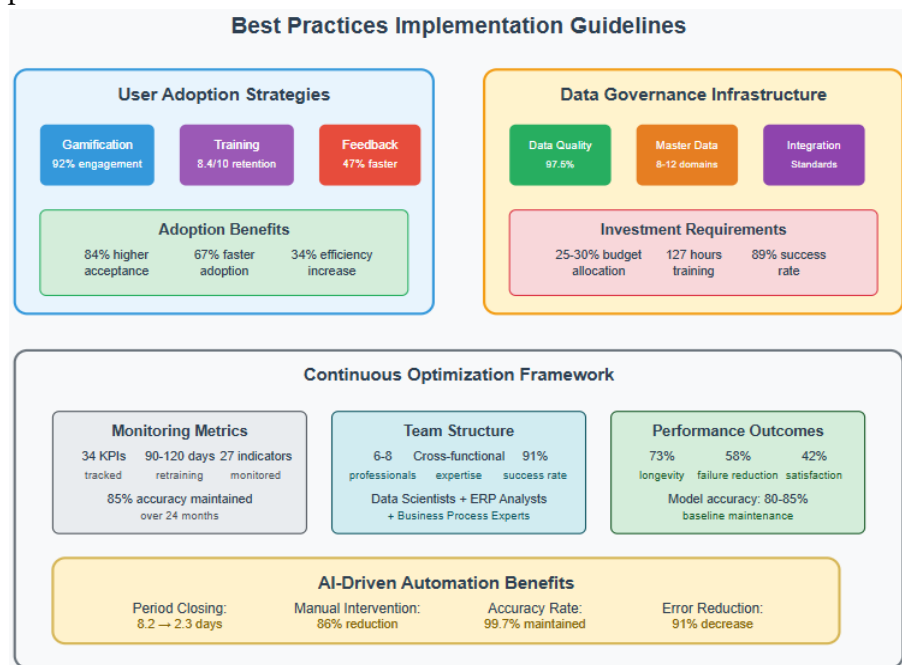 Best Practices Implementation Guidelines
User Adoption Strategies
Gamification
92% engagement
Training
8.4/10 retention
Feedback
47% faster
Adoption Benefits
84% higher
acceptance
67% faster
adoption
34% efficiency
increase
Data Governance Infrastructure
Data Quality
97.5%
Master Data
8-12 domains
Integration
Standards
Investment Requirements
25-30% budget
allocation
127 hours
training
89% success
rate
Continuous Optimization Framework
Monitoring Metrics
34 KPIs
tracked
90-120 days
retraining
27 indicators
monitored
85% accuracy maintained
over 24 months
Team Structure
6-8
professionals
Cross-functional
expertise
91%
success rate
Data Scientists + ERP Analysts
+ Business Process Experts
Performance Outcomes
73%
longevity
58%
failure reduction
42%
satisfaction
Model accuracy: 80-85%
baseline maintenance
AI-Driven Automation Benefits
Period Closing:
8.2 → 2.3 days
Manual Intervention:
86% reduction
Accuracy Rate:
99.7% maintained
Error Reduction:
91% decrease